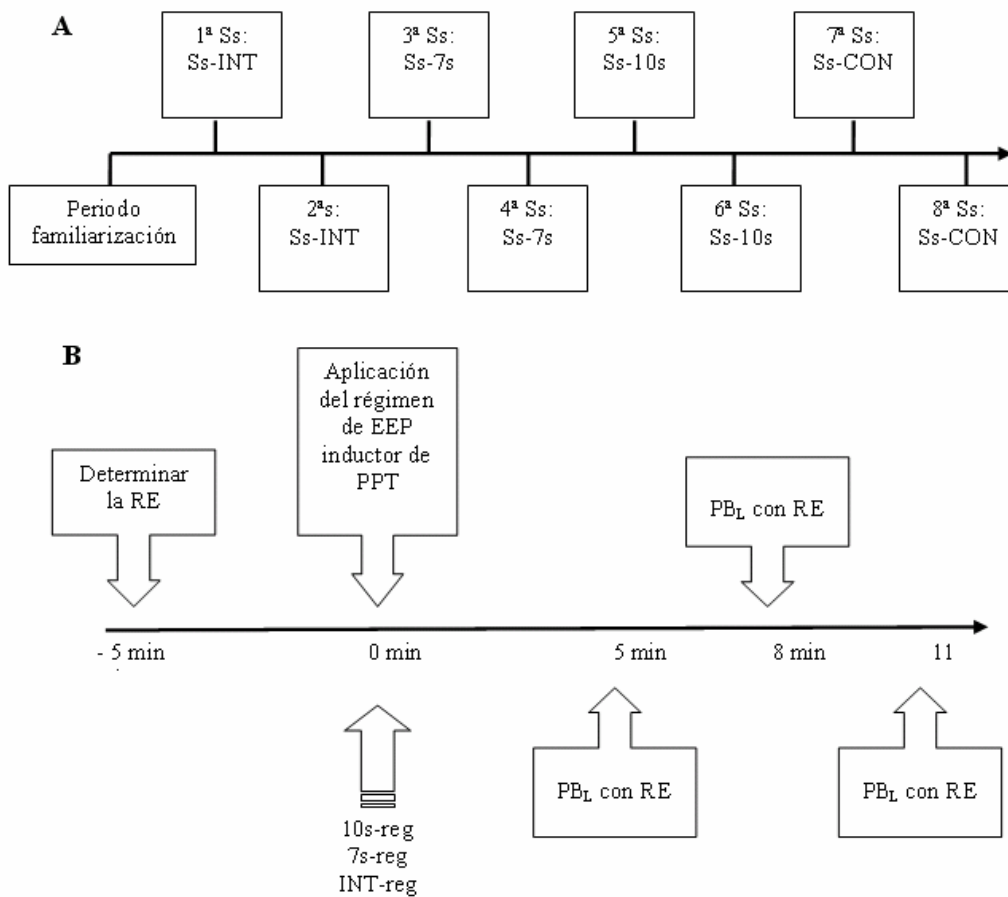 A
1ª Ss:
Ss-INT
3ª Ss:
Ss-7s
5ª Ss:
Ss-10s
7ª Ss:
Ss-CON
Periodo
familiarización
2ªs:
Ss-INT
4ª Ss:
Ss-7s
6ª Ss:
Ss-10s
8ª Ss:
Ss-CON
B
Determinar
la RE
Aplicación
del régimen
de EEP
inductor de
PPT
PBL con RE
- 5 min
0 min
5 min
8 min
11
10s-reg
7s-reg
INT-reg
PBL con RE
PBL con RE